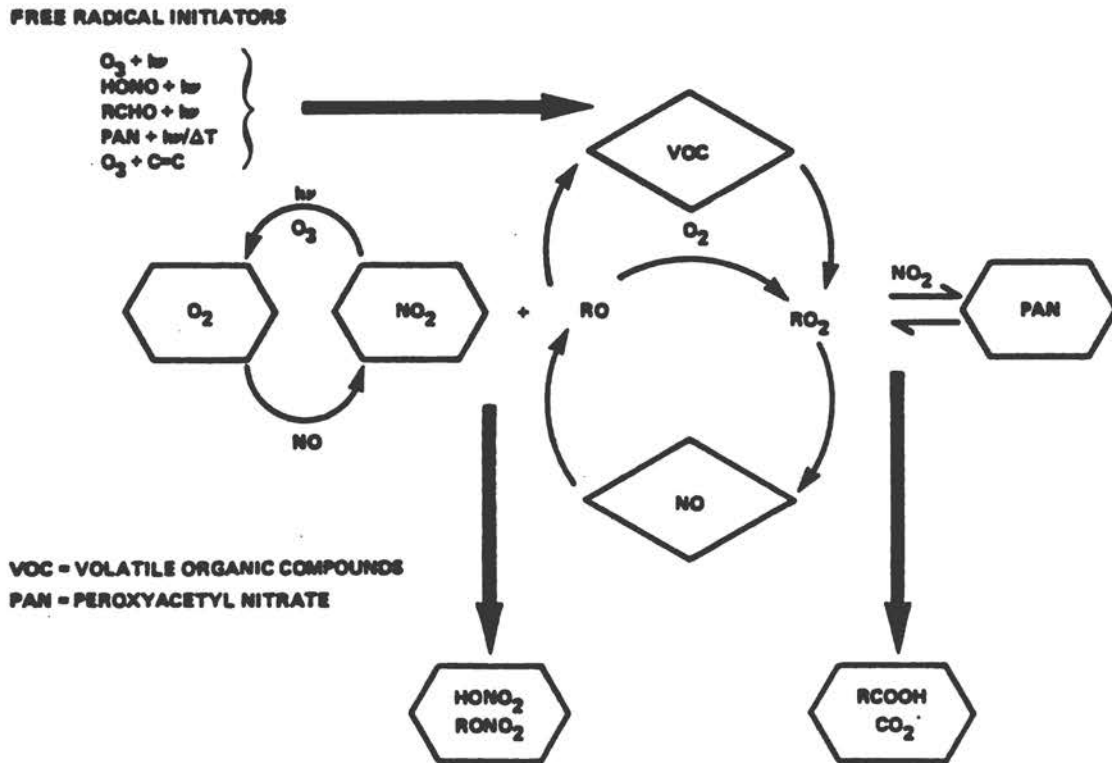 FREE RADICAL INITIATORS
O₃ + hν
HONO + hν
RCHO + hν
PAN + hν/ΔT
O₃ + C=C
VOC
hν
O₃
O₂
O₂
NO₂
+
RO
RO₂
NO₂
PAN
NO
NO
VOC = VOLATILE ORGANIC COMPOUNDS
PAN = PEROXYACETYL NITRATE
HONO₂
RONO₂
RCOOH
CO₂